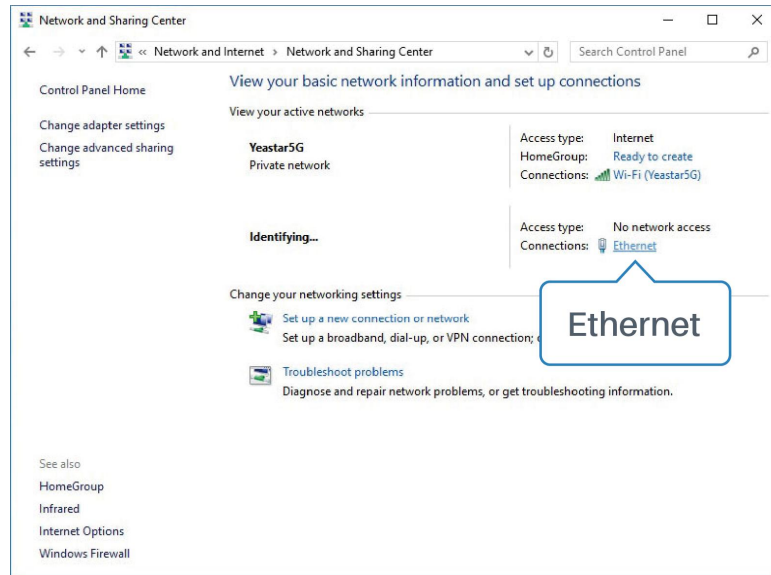 Network and Sharing Center
« Network and Internet › Network and Sharing Center
Search Control Panel
Control Panel Home
Change adapter settings
Change advanced sharing
settings
View your basic network information and set up connections
View your active networks
Yeastar5G
Private network
Access type: Internet
HomeGroup: Ready to create
Connections: Wi-Fi (Yeastar5G)
Identifying...
Access type: No network access
Connections: Ethernet
Ethernet
Change your networking settings
Set up a new connection or network
Set up a broadband, dial-up, or VPN connection;
Troubleshoot problems
Diagnose and repair network problems, or get troubleshooting information.
See also
HomeGroup
Infrared
Internet Options
Windows Firewall